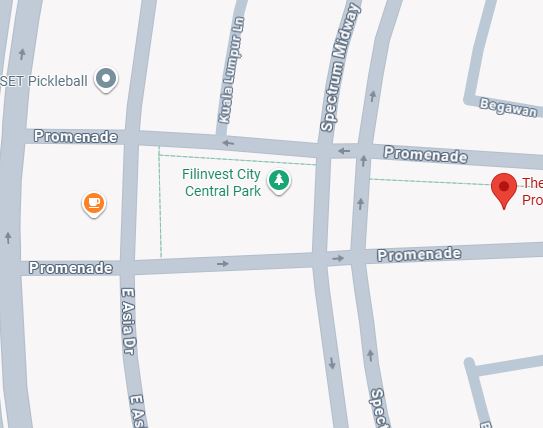 SET Pickleball
Kuala Lumpur Ln
Spectrum Midway
Begawan
Promenade
Promenade
Filinvest City
Central Park
The
Pro
Promenade
Promenade
E Asia Dr
E As
Spect